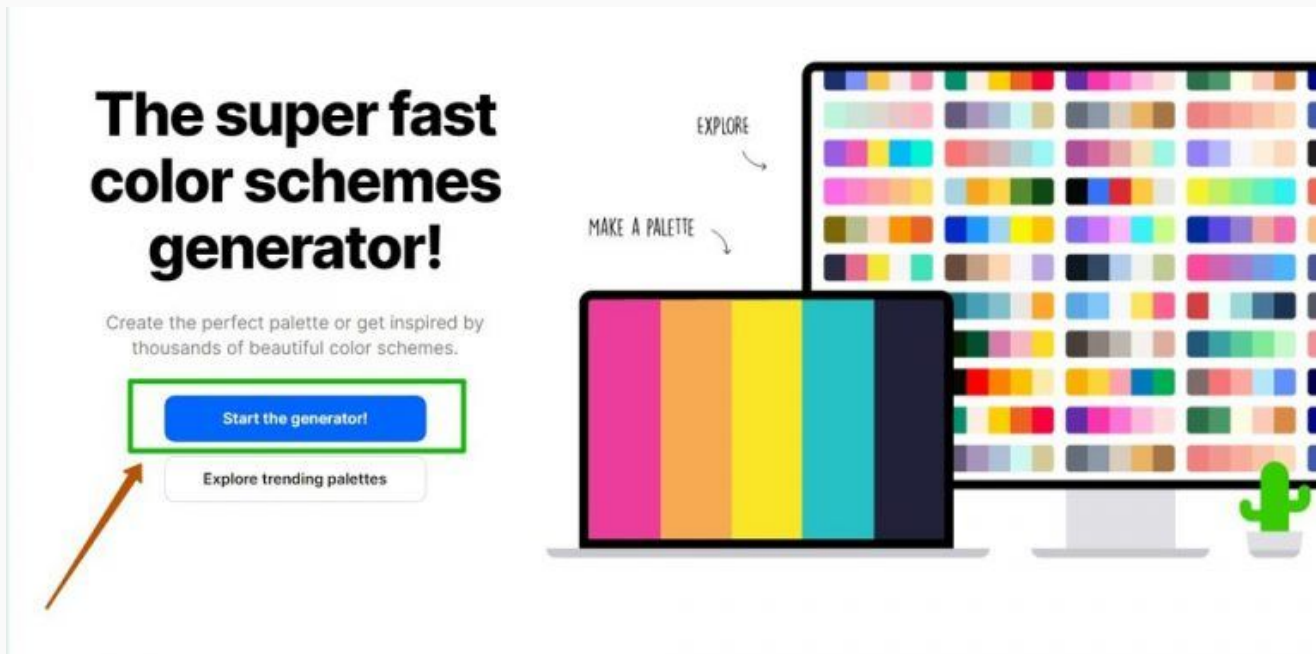 The super fast
color schemes
generator!
Create the perfect palette or get inspired by
thousands of beautiful color schemes.
Start the generator!
Explore trending palettes
EXPLORE
MAKE A PALETTE